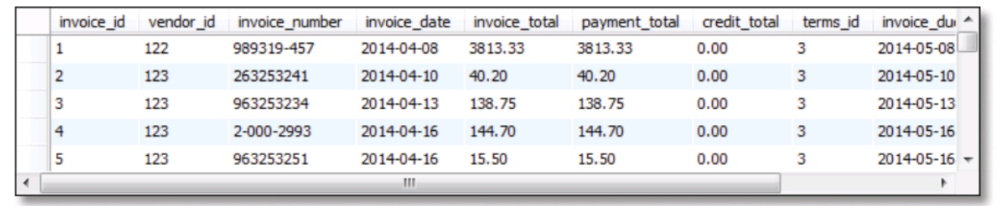 invoice_id vendor_id invoice_number invoice_date invoice_total payment_total credit_total terms_id invoice_du
1 122 989319-457 2014-04-08 3813.33 3813.33 0.00 3 2014-05-08
2 123 263253241 2014-04-10 40.20 40.20 0.00 3 2014-05-10
3 123 963253234 2014-04-13 138.75 138.75 0.00 3 2014-05-13
4 123 2-000-2993 2014-04-16 144.70 144.70 0.00 3 2014-05-16
5 123 963253251 2014-04-16 15.50 15.50 0.00 3 2014-05-16